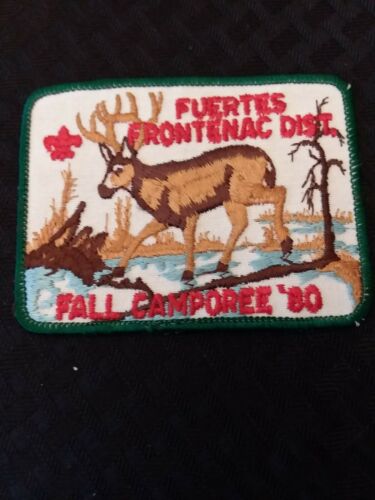 FUERTES
FRONTENAC DIST.
FALL CAMPOREE '80